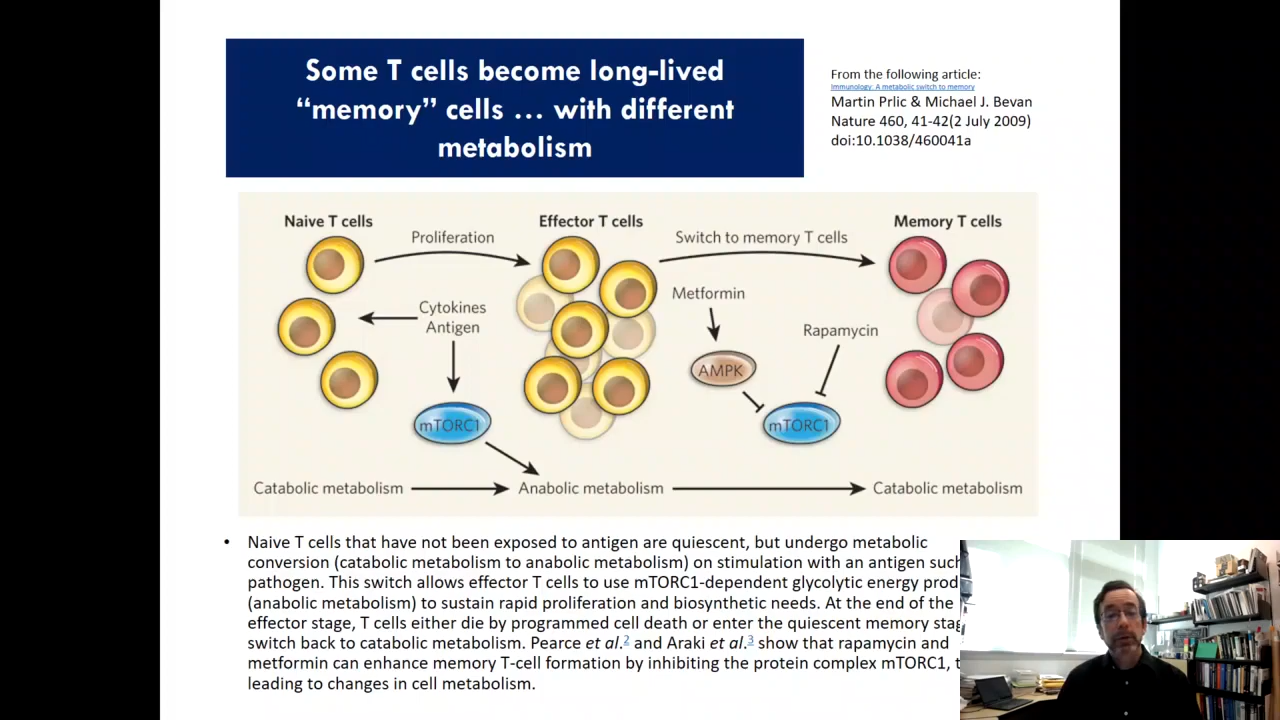 Some T cells become long-lived
“memory” cells … with different
metabolism
From the following article:
Immunology: A metabolic switch to memory
Martin Prlic & Michael J. Bevan
Nature 460, 41-42(2 July 2009)
doi:10.1038/460041a
Naive T cells
Effector T cells
Memory T cells
Proliferation
Switch to memory T cells
Cytokines
Antigen
Metformin
Rapamycin
AMPK
mTORC1
mTORC1
Catabolic metabolism
Anabolic metabolism
Catabolic metabolism
• Naive T cells that have not been exposed to antigen are quiescent, but undergo metabolic
conversion (catabolic metabolism to anabolic metabolism) on stimulation with an antigen such
pathogen. This switch allows effector T cells to use mTORC1-dependent glycolytic energy prod
(anabolic metabolism) to sustain rapid proliferation and biosynthetic needs. At the end of the
effector stage, T cells either die by programmed cell death or enter the quiescent memory stag
switch back to catabolic metabolism. Pearce et al.2 and Araki et al.3 show that rapamycin and
metformin can enhance memory T-cell formation by inhibiting the protein complex mTORC1, t
leading to changes in cell metabolism.